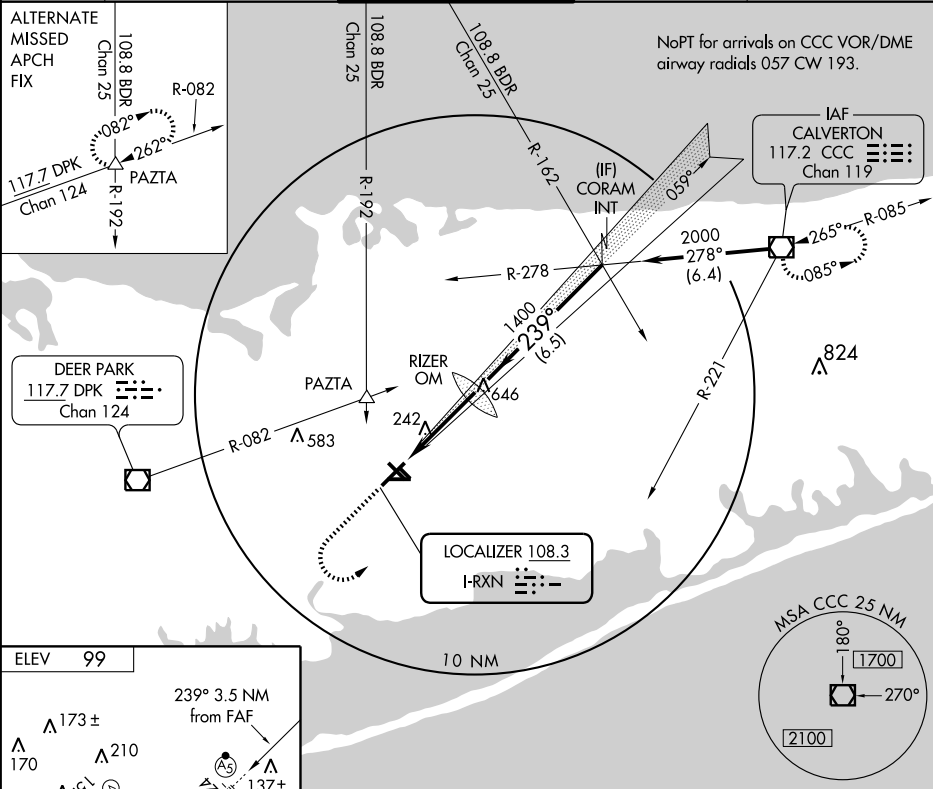 ALTERNATE
MISSED
APCH
FIX
108.8 BDR
Chan 25
R-082
082°
262°
117.7 DPK
Chan 124
PAZTA
R-192
108.8 BDR
Chan 25
R-192
108.8 BDR
Chan 25
R-162
NoPT for arrivals on CCC VOR/DME
airway radials 057 CW 193.
IAF
CALVERTON
117.2 CCC
Chan 119
(IF)
CORAM
INT
059°
2000
278°
(6.4)
R-278
265°
R-085
085°
R-221
824
1400
239°
(6.5)
RIZER
OM
646
242
DEER PARK
117.7 DPK
Chan 124
PAZTA
R-082
583
LOCALIZER 108.3
I-RXN
10 NM
MSA CCC 25 NM
180°
1700
270°
2100
ELEV 99
239° 3.5 NM
from FAF
173 ±
170
210
A5
137±